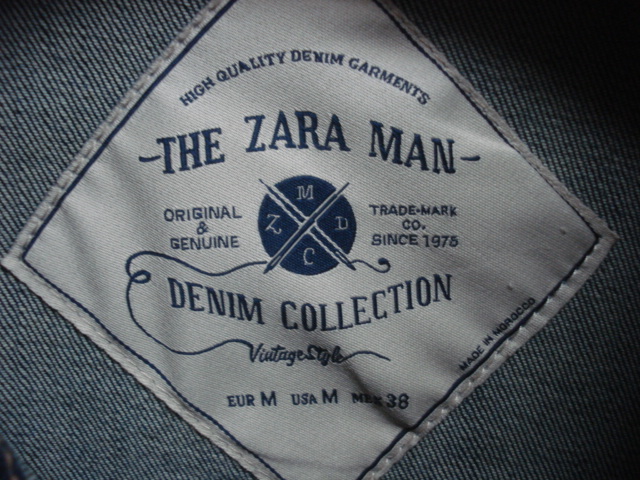 HIGH QUALITY DENIM GARMENTS
-THE ZARA MAN-
ORIGINAL
&
GENUINE
M
Z D
C
TRADE-MARK
CO.
SINCE 1975
DENIM COLLECTION
Vintage Style
EUR M USA M MEX 38
MADE IN MOROCCO